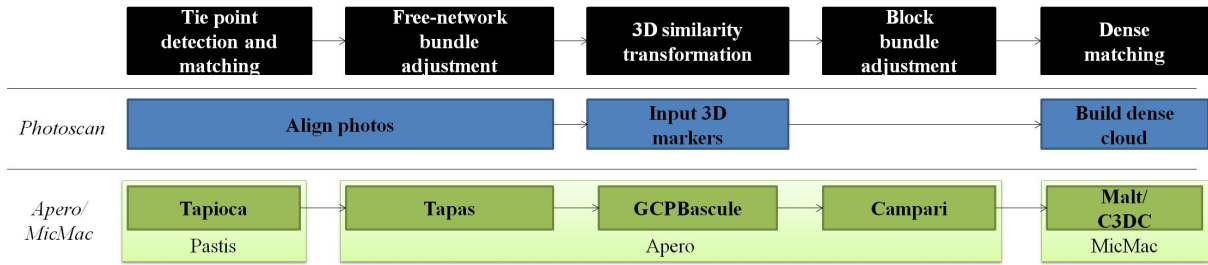 Tie point
detection and
matching
Free-network
bundle
adjustment
3D similarity
transformation
Block
bundle
adjustment
Dense
matching
Photoscan
Align photos
Input 3D
markers
Build dense
cloud
Apero/
MicMac
Tapioca
Pastis
Tapas
GCPBascule
Campari
Apero
Malt/
C3DC
MicMac